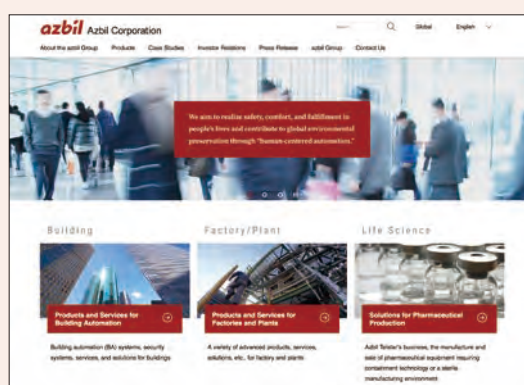 azbil Azbil Corporation
Global English
About the azbil Group Products Case Studies Investor Relations Press Release azbil Group Contact Us
We aim to realize safety, comfort, and fulfillment in
people's lives and contribute to global environmental
preservation through "human-centered automation."
Building Factory/Plant Life Science
Products and Services for
Building Automation
Products and Services for
Factories and Plants
Solutions for Pharmaceutical
Production
Building automation (BA) systems, security
systems, services, and solutions for buildings
A variety of advanced products, services,
solutions, etc., for factory and plants
Azbil Telstar's business, the manufacture and
sale of pharmaceutical equipment requiring
containment technology or a sterile
manufacturing environment